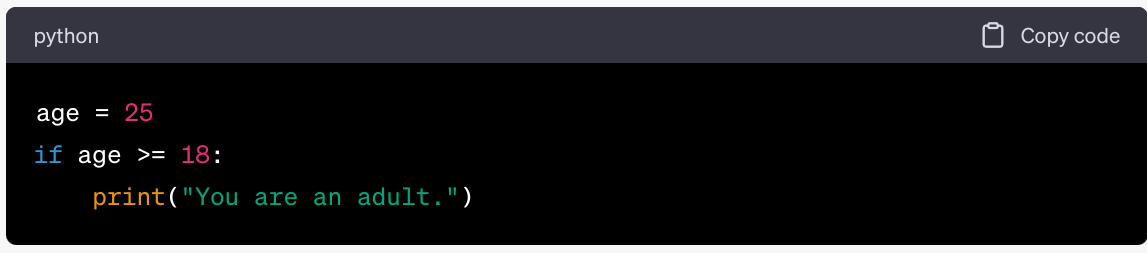 python
Copy code
age = 25
if age >= 18:
    print("You are an adult.")